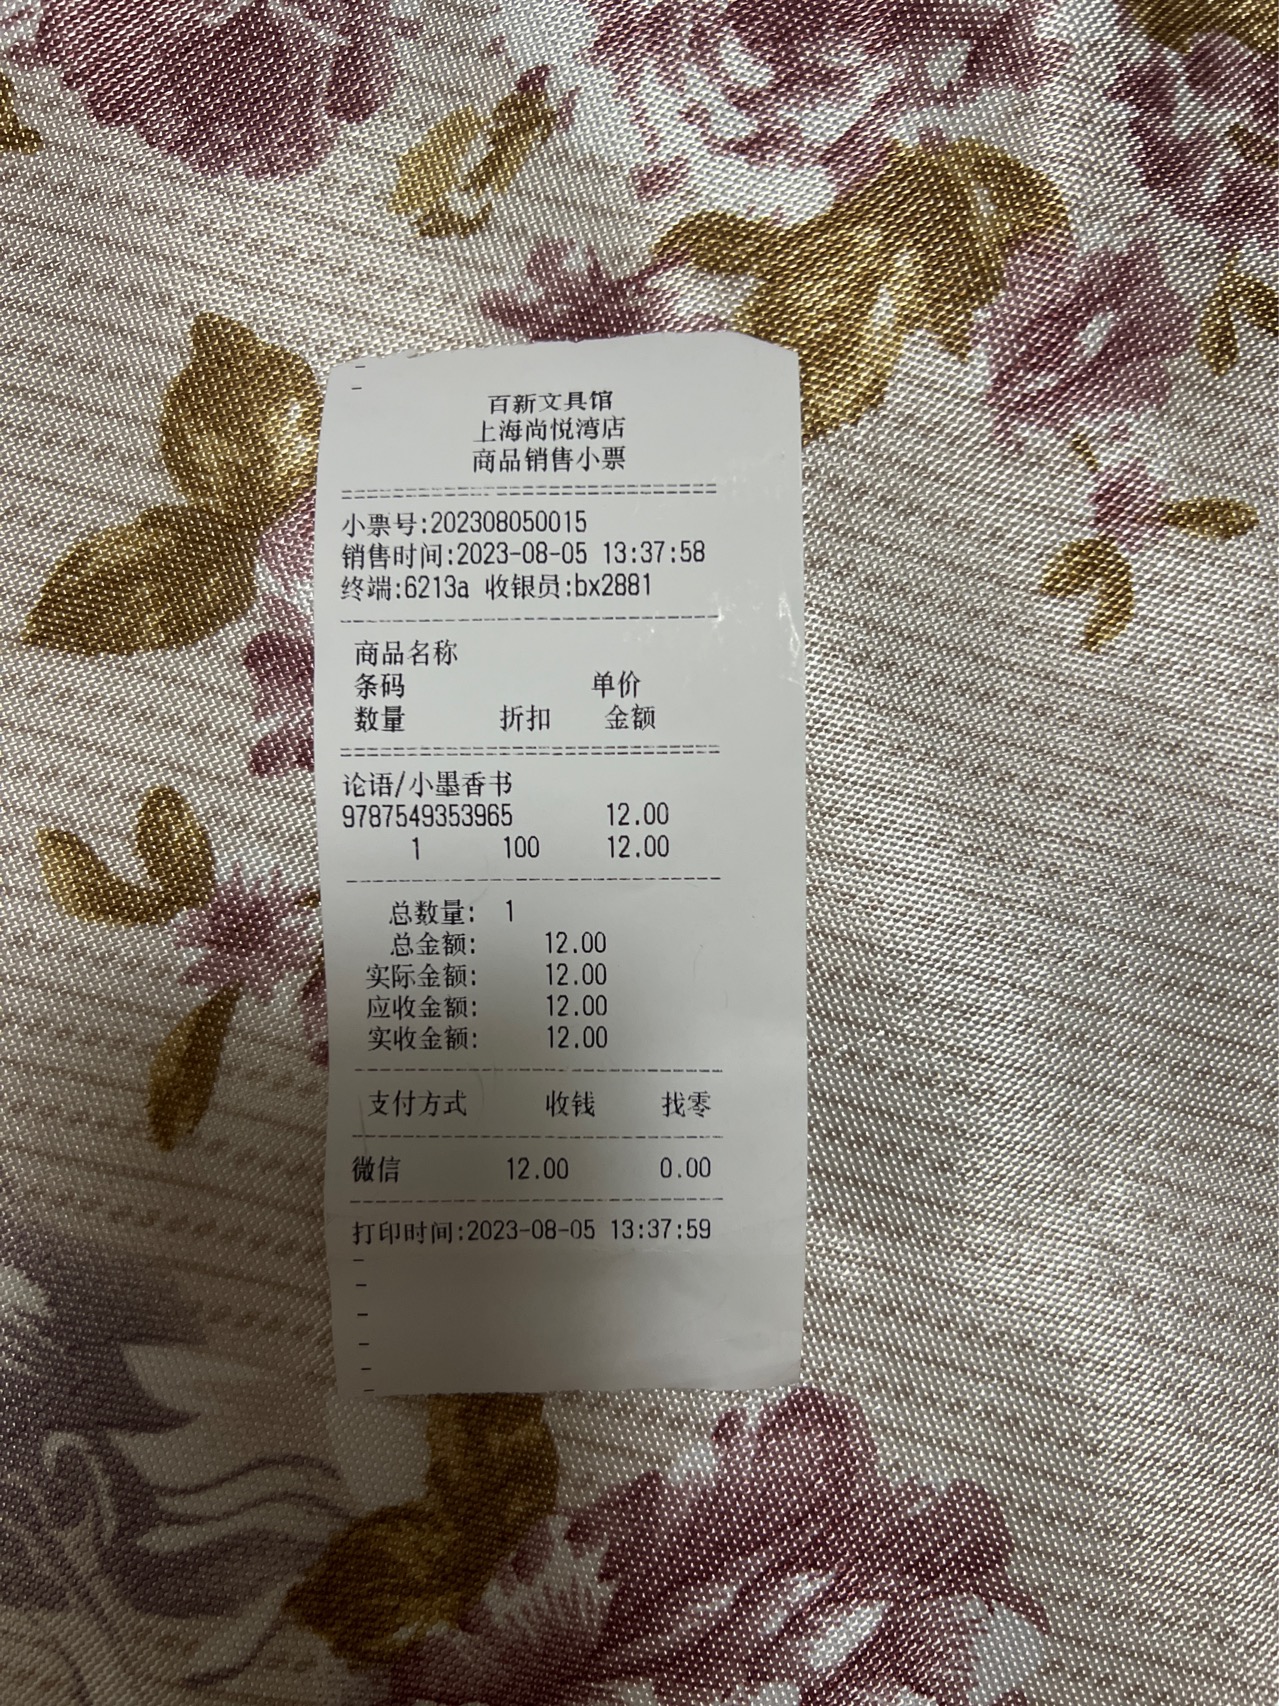 百新文具馆
上海尚悦湾店
商品销售小票
小票号:202308050015
销售时间:2023-08-05 13:37:58
终端:6213a 收银员:bx2881
商品名称
条码 单价
数量 折扣 金额
论语/小墨香书
9787549353965 12.00
1 100 12.00
总数量: 1
总金额: 12.00
实际金额: 12.00
应收金额: 12.00
实收金额: 12.00
支付方式 收钱 找零
微信 12.00 0.00
打印时间:2023-08-05 13:37:59